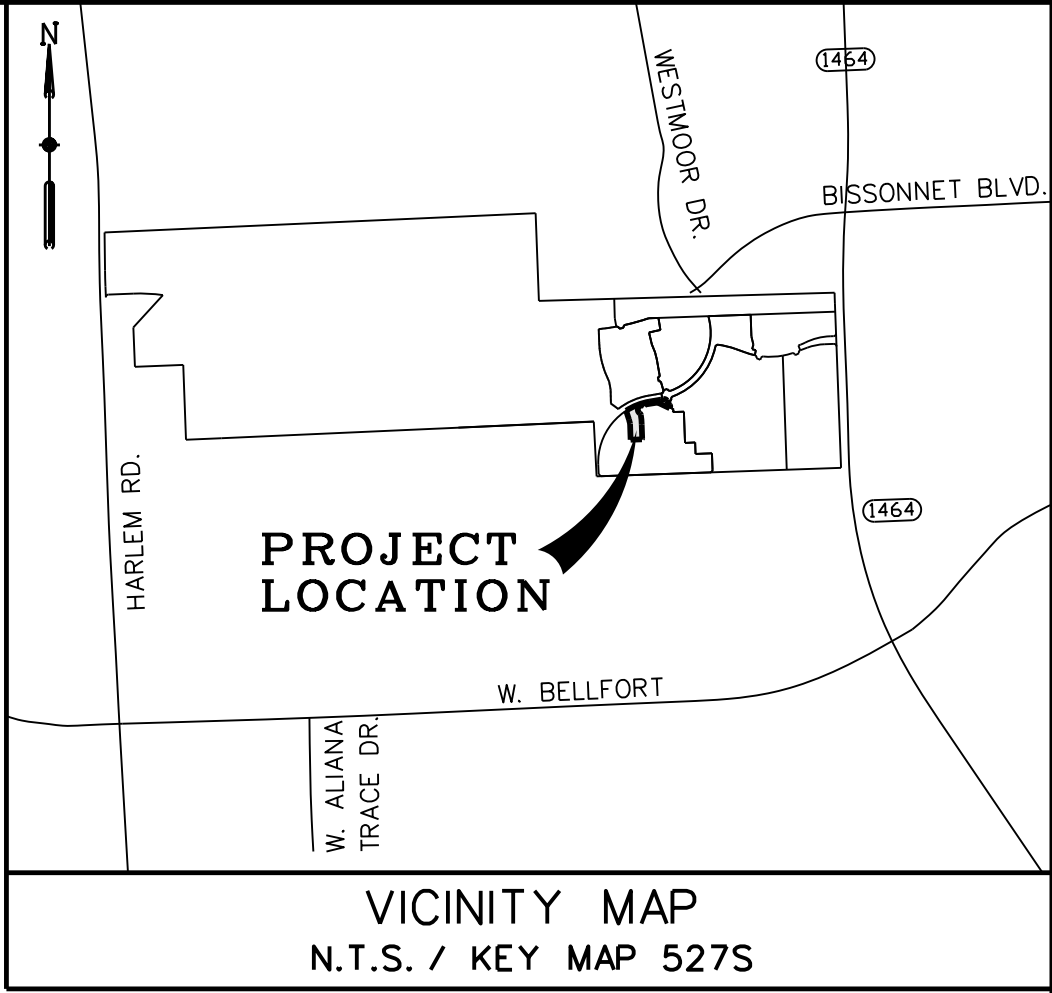 N
WESTMOOR DR.
1464
BISSONNET BLVD.
HARLEM RD.
1464
PROJECT
LOCATION
W. BELLFORT
W. ALIANA
TRACE DR.
VICINITY MAP
N.T.S. / KEY MAP 527S